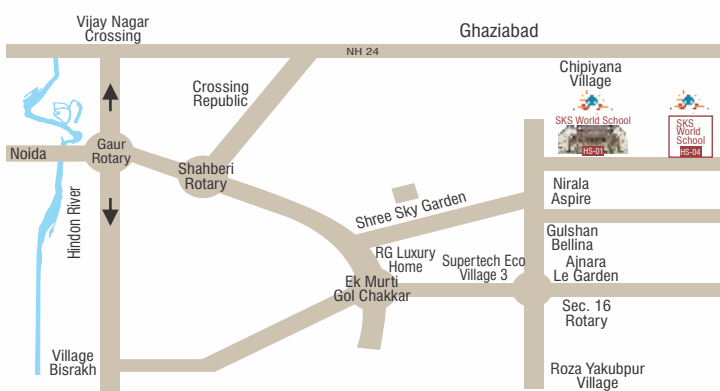 Vijay Nagar
Crossing
Ghaziabad
NH 24
Chipiyana
Village
Crossing
Republic
SKS World School
HS-01
SKS
World
School
HS-04
Gaur
Rotary
Noida
Shahberi
Rotary
Nirala
Aspire
Shree Sky Garden
Hindon River
Gulshan
Bellina
RG Luxury
Home
Supertech Eco
Village 3
Ajnara
Le Garden
Ek Murti
Gol Chakkar
Sec. 16
Rotary
Village
Bisrakh
Roza Yakubpur
Village